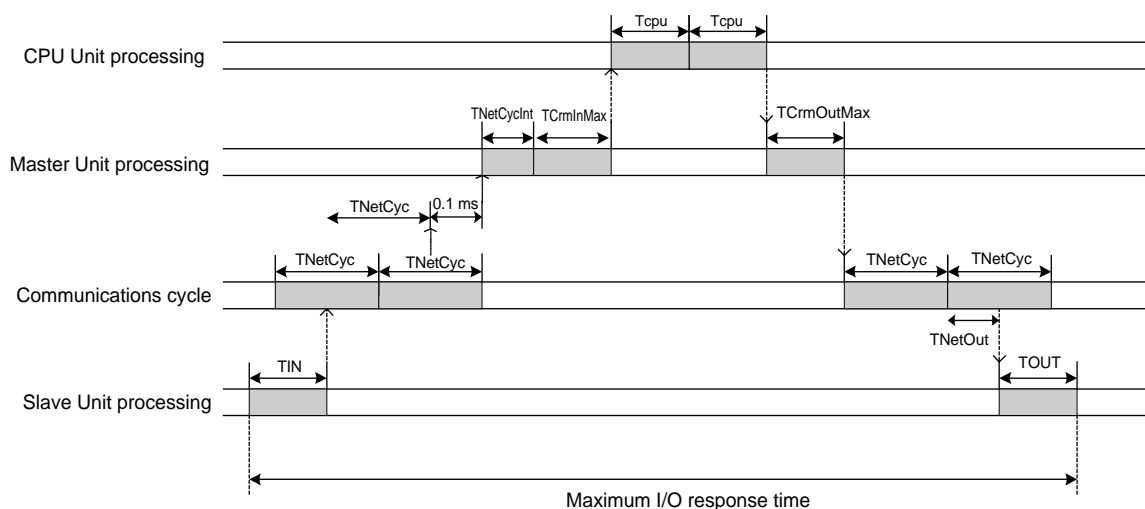 Tcpu Tcpu
CPU Unit processing
TNetCycInt TCrmInMax TCrmOutMax
Master Unit processing
TNetCyc 0.1 ms
TNetCyc TNetCyc TNetCyc TNetCyc
Communications cycle
TNetOut
TIN TOUT
Slave Unit processing
Maximum I/O response time